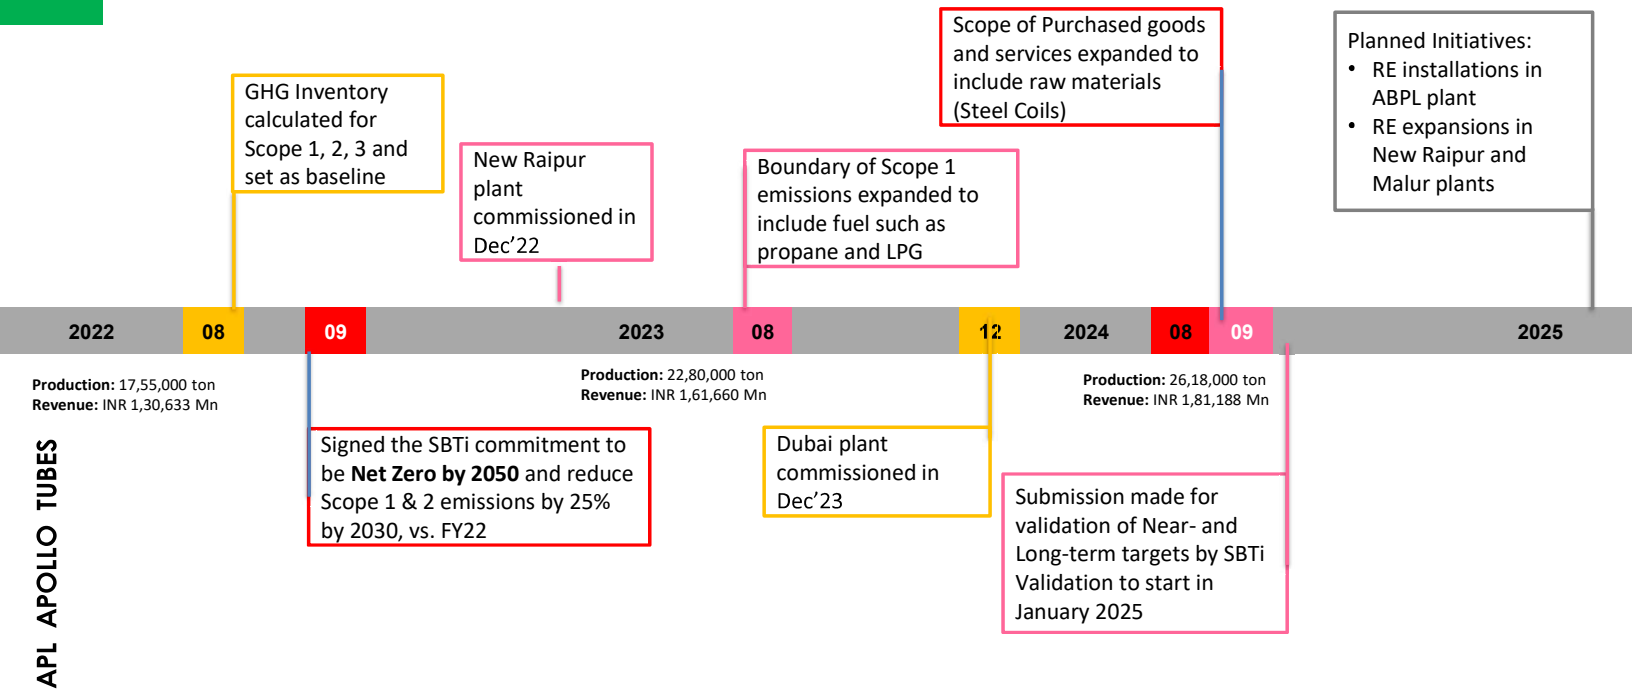 Scope of Purchased goods
and services expanded to
include raw materials
(Steel Coils)
Planned Initiatives:
• RE installations in
ABPL plant
• RE expansions in
New Raipur and
Malur plants
GHG Inventory
calculated for
Scope 1, 2, 3 and
set as baseline
New Raipur
plant
commissioned in
Dec’22
Boundary of Scope 1
emissions expanded to
include fuel such as
propane and LPG
2022 08 09 2023 08 12 2024 08 09 2025
Production: 17,55,000 ton
Revenue: INR 1,30,633 Mn
Production: 22,80,000 ton
Revenue: INR 1,61,660 Mn
Production: 26,18,000 ton
Revenue: INR 1,81,188 Mn
Signed the SBTi commitment to
be Net Zero by 2050 and reduce
Scope 1 & 2 emissions by 25%
by 2030, vs. FY22
Dubai plant
commissioned in
Dec’23
Submission made for
validation of Near- and
Long-term targets by SBTi
Validation to start in
January 2025
APL APOLLO TUBES